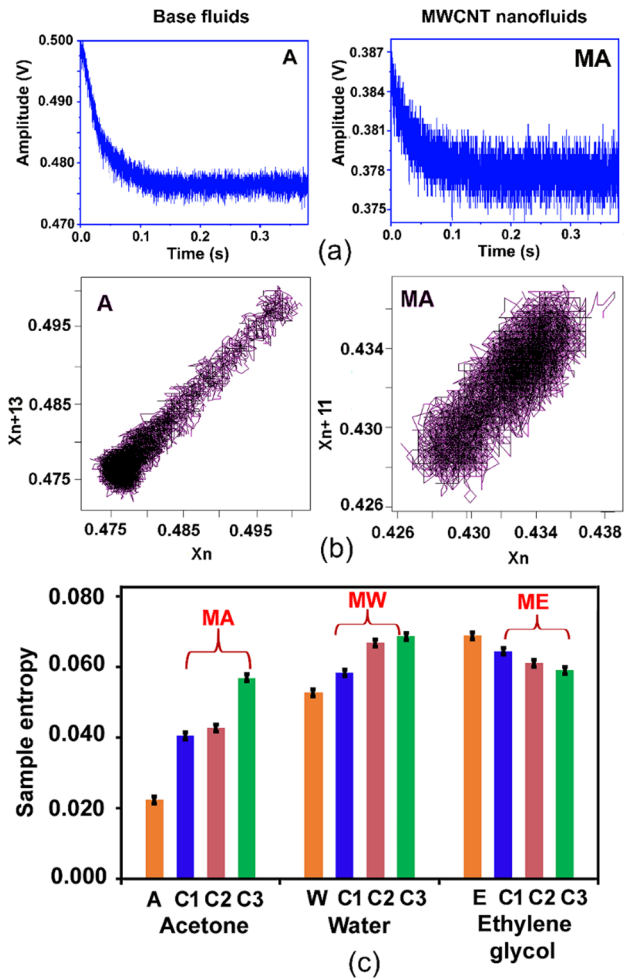 Base fluids
MWCNT nanofluids
0.500
0.490
0.480
0.470
Amplitude (V)
A
0.0 0.1 0.2 0.3
Time (s)
0.387
0.384
0.381
0.378
0.375
Amplitude (V)
MA
0.0 0.1 0.2 0.3
Time (s)
(a)
A
0.495
0.485
0.475
Xn+13
0.475 0.485 0.495
Xn
MA
0.434
0.430
0.426
Xn+ 11
0.426 0.430 0.434 0.438
Xn
(b)
0.080
0.060
0.040
0.020
0.000
Sample entropy
MA
MW
ME
A C1 C2 C3 W C1 C2 C3 E C1 C2 C3
Acetone Water Ethylene
glycol
(c)